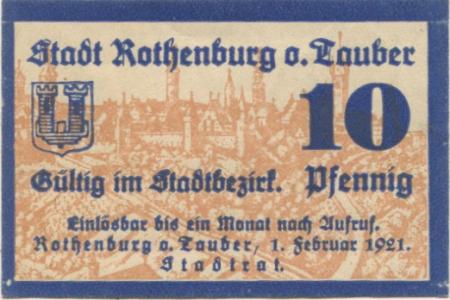 Stadt Rothenburg o. Tauber
10
Gültig im Stadtbezirk. Pfennig
Einlösbar bis ein Monat nach Aufruf.
Rothenburg o. Tauber, 1. Februar 1921.
Stadtrat.